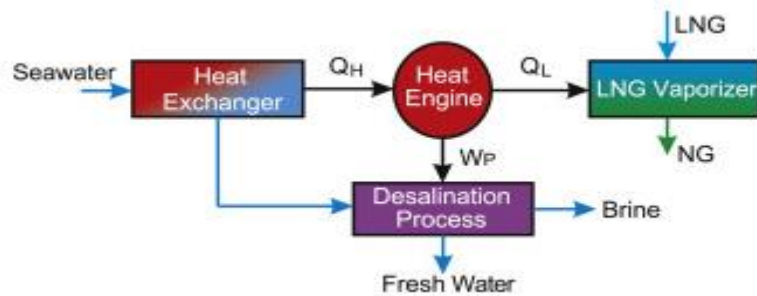 LNG
Seawater
Heat
Exchanger
QH
Heat
Engine
QL
LNG Vaporizer
WP
NG
Desalination
Process
Brine
Fresh Water